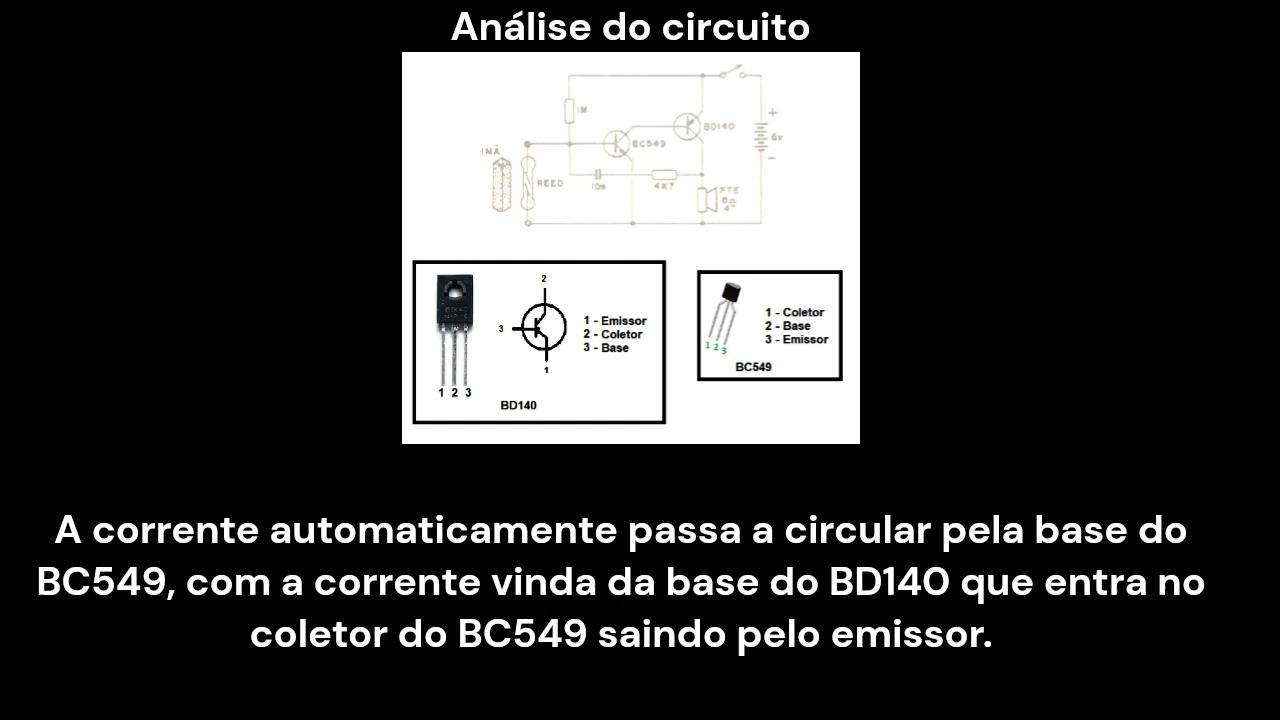 Análise do circuito
1M
BD140
+
6v
BC549
−
IMÃ
REED
10n
4K7
FTE
8Ω
4"
2
3
1 - Emissor
2 - Coletor
3 - Base
1
1 2 3
BD140
1 - Coletor
2 - Base
3 - Emissor
1 2 3
BC549
A corrente automaticamente passa a circular pela base do
BC549, com a corrente vinda da base do BD140 que entra no
coletor do BC549 saindo pelo emissor.